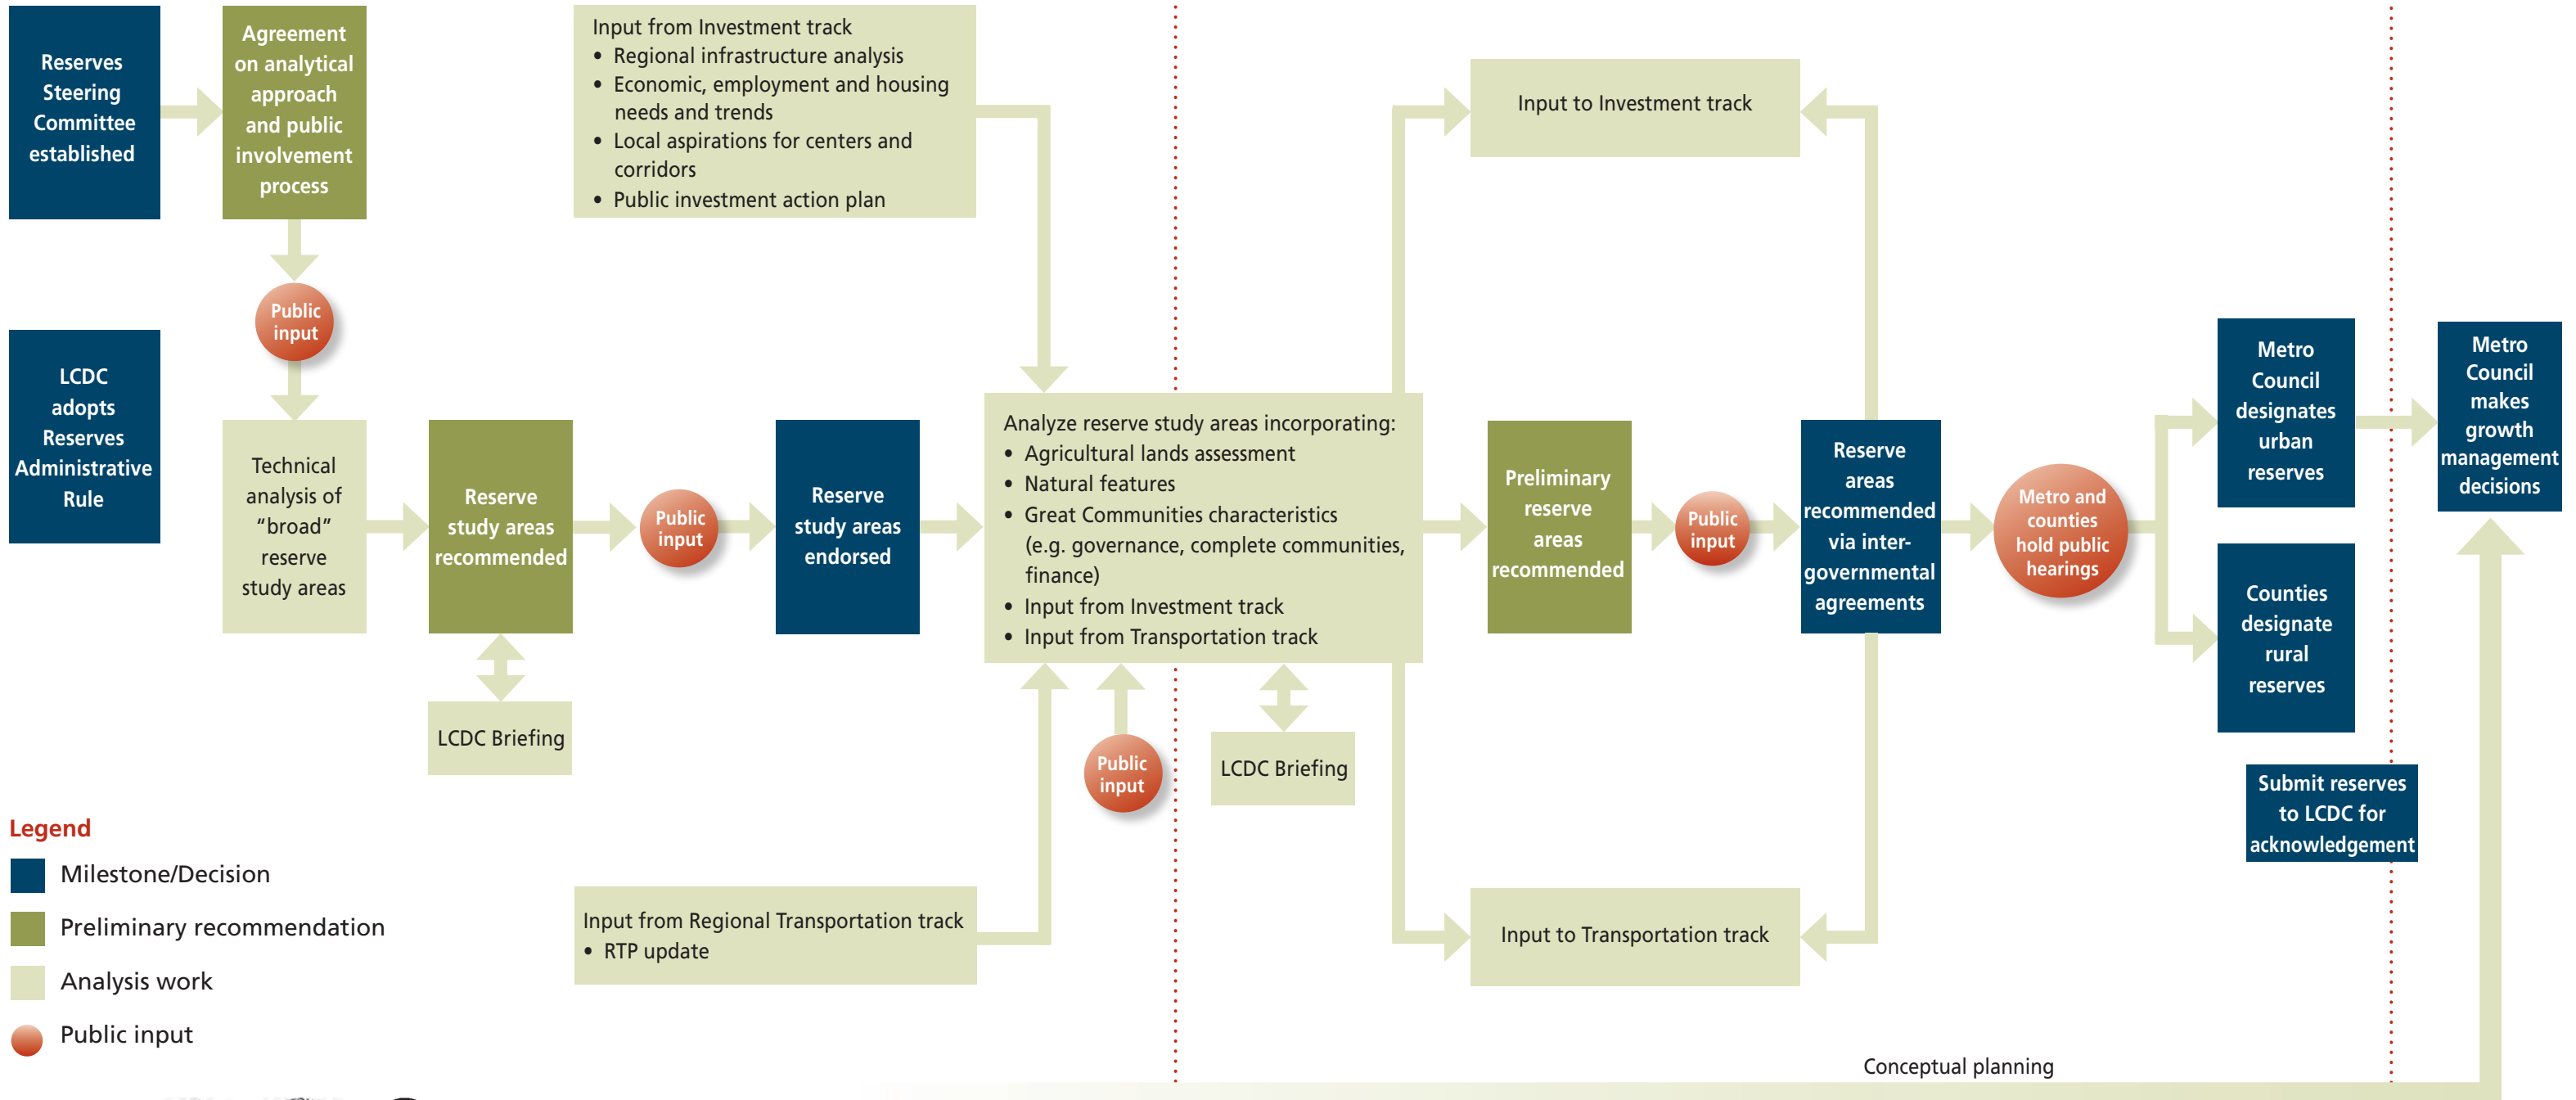 Reserves
Steering
Committee
established
Agreement
on analytical
approach
and public
involvement
process
Input from Investment track
• Regional infrastructure analysis
• Economic, employment and housing
needs and trends
• Local aspirations for centers and
corridors
• Public investment action plan
Input to Investment track
Public
input
LCDC
adopts
Reserves
Administrative
Rule
Technical
analysis of
“broad”
reserve
study areas
Reserve
study areas
recommended
Public
input
Reserve
study areas
endorsed
Analyze reserve study areas incorporating:
• Agricultural lands assessment
• Natural features
• Great Communities characteristics
(e.g. governance, complete communities,
finance)
• Input from Investment track
• Input from Transportation track
Preliminary
reserve
areas
recommended
Public
input
Reserve
areas
recommended
via inter-
governmental
agreements
Metro and
counties
hold public
hearings
Metro
Council
designates
urban
reserves
Metro
Council
makes
growth
management
decisions
Counties
designate
rural
reserves
LCDC Briefing
Public
input
LCDC Briefing
Submit reserves
to LCDC for
acknowledgement
Legend
Milestone/Decision
Preliminary recommendation
Analysis work
Public input
Input from Regional Transportation track
• RTP update
Input to Transportation track
Conceptual planning